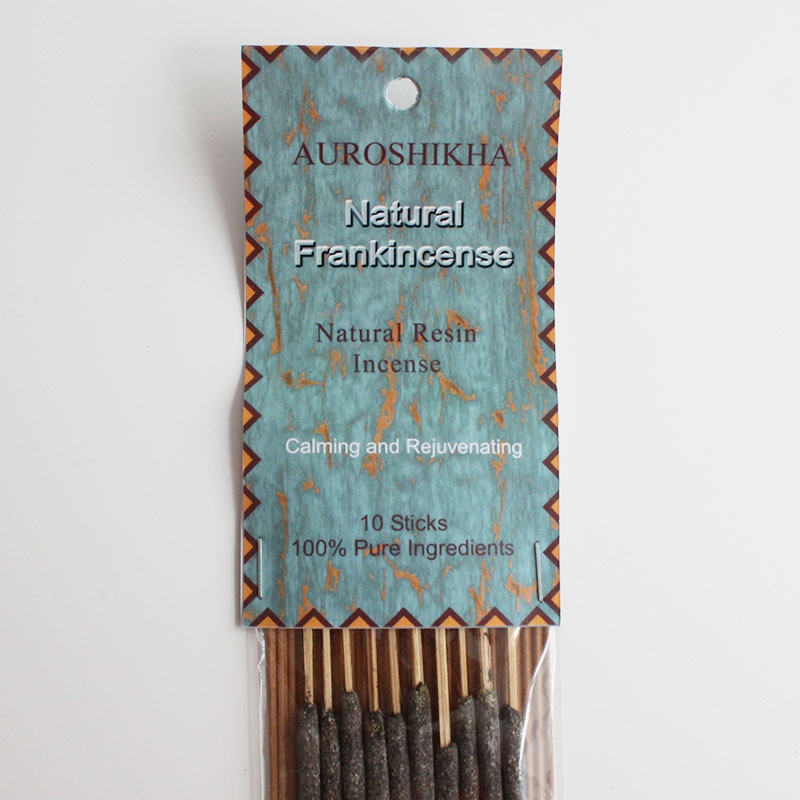 AUROSHIKHA
Natural
Frankincense
Natural Resin
Incense
Calming and Rejuvenating
10 Sticks
100% Pure Ingredients